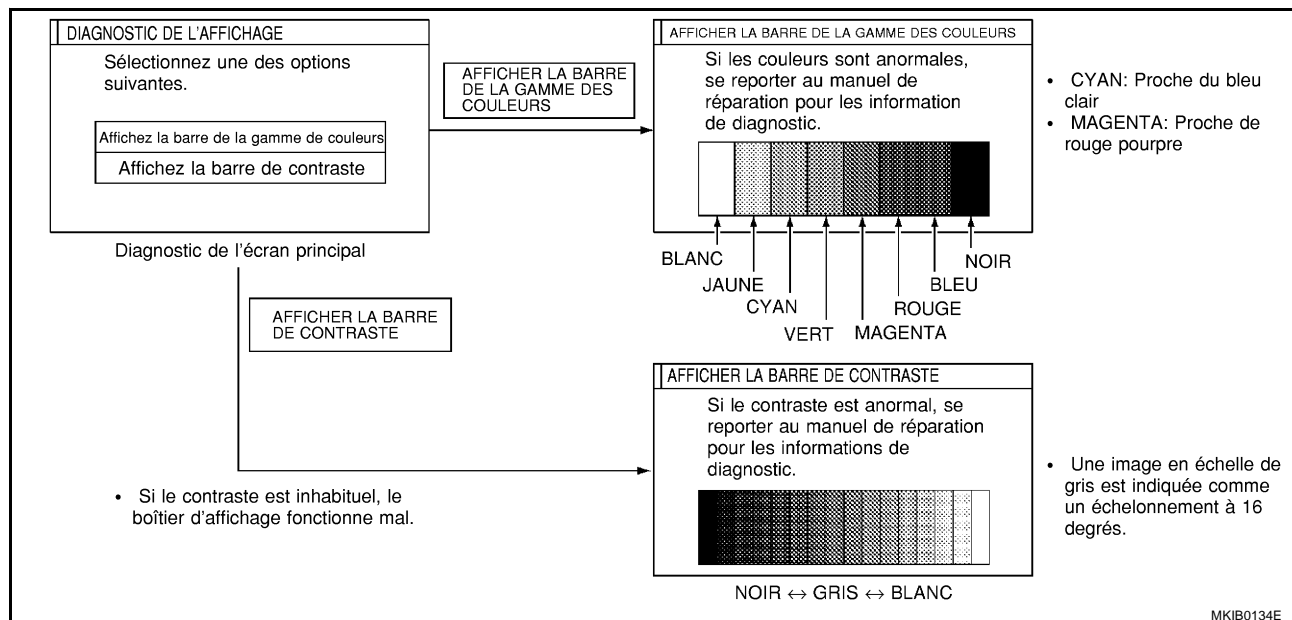 DIAGNOSTIC DE L'AFFICHAGE
Sélectionnez une des options
suivantes.
Affichez la barre de la gamme de couleurs
Affichez la barre de contraste
Diagnostic de l'écran principal
AFFICHER LA BARRE
DE LA GAMME DES
COULEURS
AFFICHER LA BARRE DE LA GAMME DES COULEURS
Si les couleurs sont anormales,
se reporter au manuel de
réparation pour les information
de diagnostic.
BLANC
JAUNE
CYAN
VERT
MAGENTA
ROUGE
BLEU
NOIR
• CYAN: Proche du bleu
clair
• MAGENTA: Proche de
rouge pourpre
AFFICHER LA BARRE
DE CONTRASTE
• Si le contraste est inhabituel, le
boîtier d'affichage fonctionne mal.
AFFICHER LA BARRE DE CONTRASTE
Si le contraste est anormal, se
reporter au manuel de réparation
pour les informations de
diagnostic.
NOIR ↔ GRIS ↔ BLANC
• Une image en échelle de
gris est indiquée comme
un échelonnement à 16
degrés.
MKIB0134E